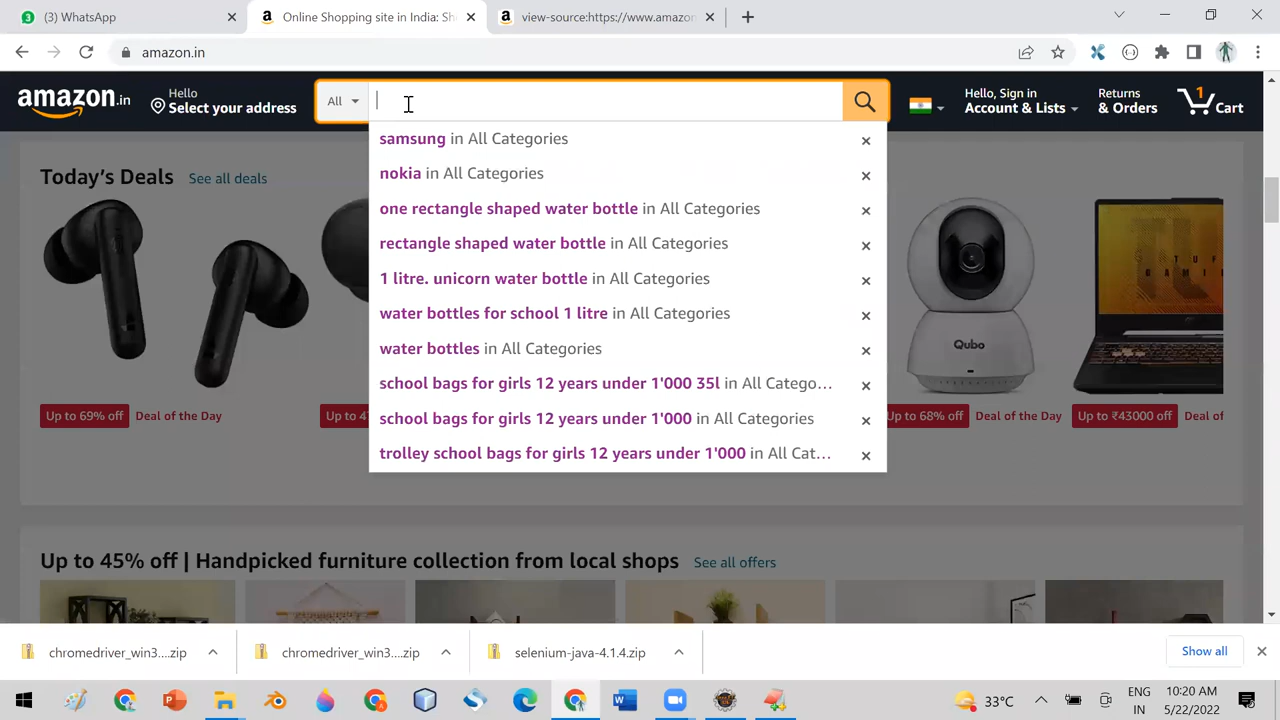 (3) WhatsApp
Online Shopping site in India: Sh
view-source:https://www.amazon
amazon.in
amazon.in
Hello
Select your address
All
Hello, Sign in
Account & Lists
Returns
& Orders
1
Cart
samsung in All Categories
nokia in All Categories
one rectangle shaped water bottle in All Categories
rectangle shaped water bottle in All Categories
1 litre. unicorn water bottle in All Categories
water bottles for school 1 litre in All Categories
water bottles in All Categories
school bags for girls 12 years under 1'000 35l in All Catego...
school bags for girls 12 years under 1'000 in All Categories
trolley school bags for girls 12 years under 1'000 in All Cat...
Today's Deals See all deals
Qubo
Up to 69% off Deal of the Day
Up to 4
Up to 68% off Deal of the Day
Up to ₹43000 off Deal of
Up to 45% off | Handpicked furniture collection from local shops See all offers
chromedriver_win3....zip
chromedriver_win3....zip
selenium-java-4.1.4.zip
Show all
33°C
ENG
IN
10:20 AM
5/22/2022